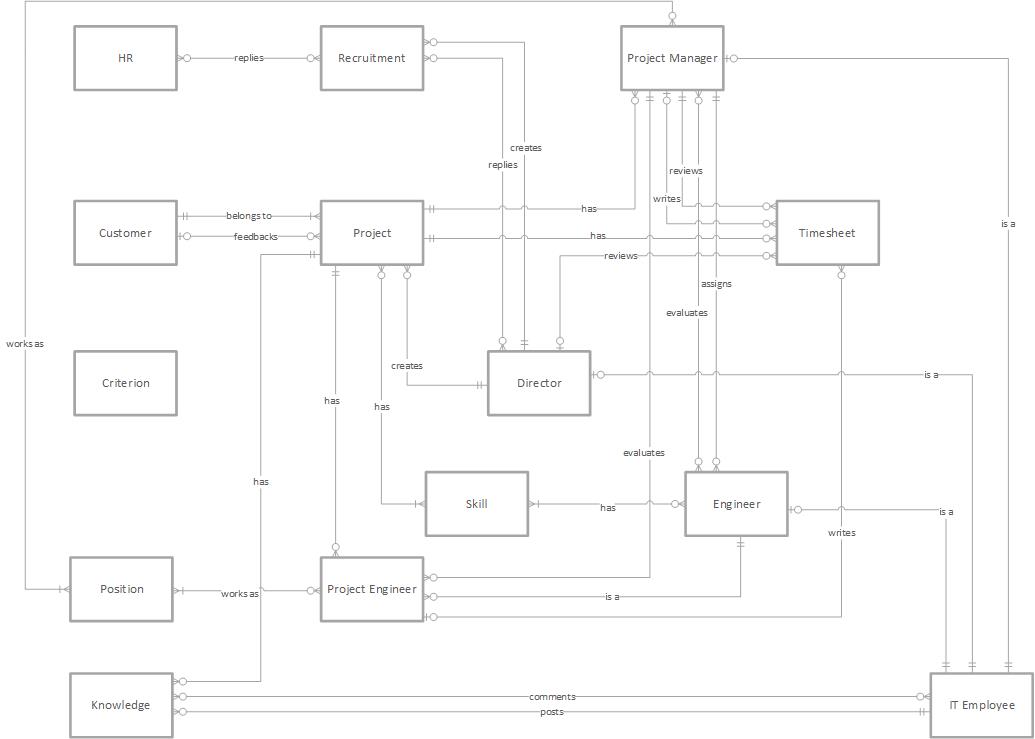 HR
replies
Recruitment
Project Manager
creates
replies
reviews
writes
Customer
belongs to
feedbacks
Project
has
has
reviews
Timesheet
is a
assigns
evaluates
works as
Criterion
creates
Director
is a
has
has
evaluates
has
Skill
has
Engineer
is a
writes
Position
works as
Project Engineer
is a
Knowledge
comments
posts
IT Employee